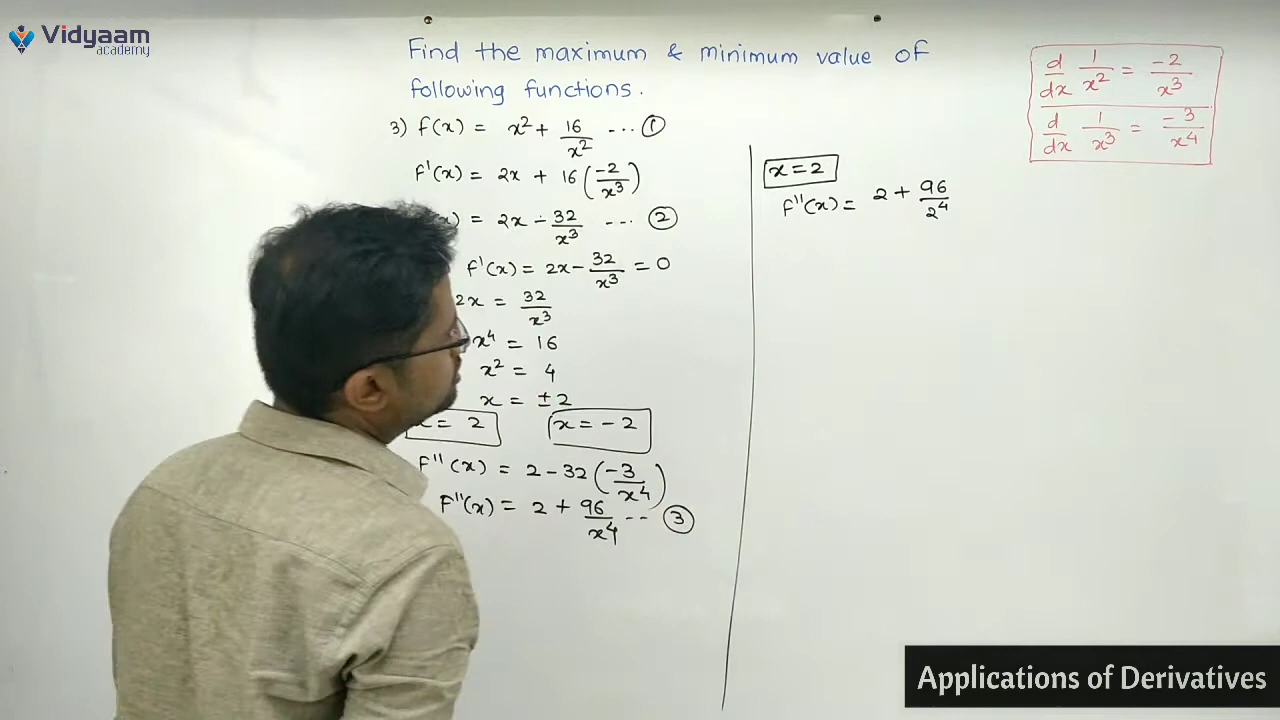 Vidyaam
academy
Find the maximum & minimum value of
following functions.
3) f(x) = x² + 16/x² --- ①
f'(x) = 2x + 16(-2/x³)
x) = 2x - 32/x³ --- ②
f'(x) = 2x - 32/x³ = 0
2x = 32/x³
x⁴ = 16
x² = 4
x = ±2
x = 2 x = -2
f''(x) = 2 - 32(-3/x⁴)
f''(x) = 2 + 96/x⁴ -- ③
x = 2
f''(x) = 2 + 96/2⁴
d/dx 1/x² = -2/x³
d/dx 1/x³ = -3/x⁴
Applications of Derivatives